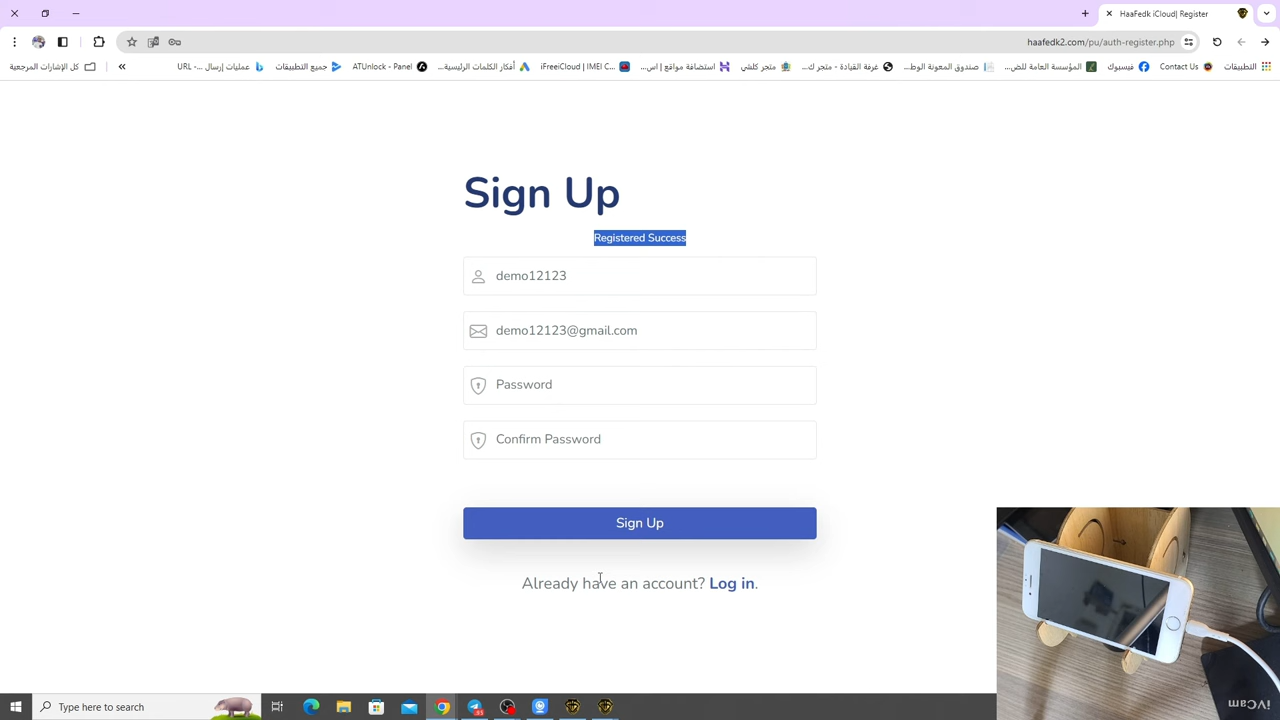 HaaFedk iCloud| Register
haafedk2.com/pu/auth-register.php
التطبيقات
Contact Us
فيسبوك
المؤسسة العامة للض...
صندوق المعونة الوط...
غرفة القيادة - متجر ك...
متجر كلشي
استضافة مواقع | اس...
iFreeiCloud | IMEI C...
أفكار الكلمات الرئيسية...
ATUnlock - Panel
جميع التطبيقات
عمليات إرسال URL -...
«
كل الإشارات المرجعية
Sign Up
Registered Success
demo12123
demo12123@gmail.com
Password
Confirm Password
Sign Up
Already have an account? Log in.
Type here to search
iVCam